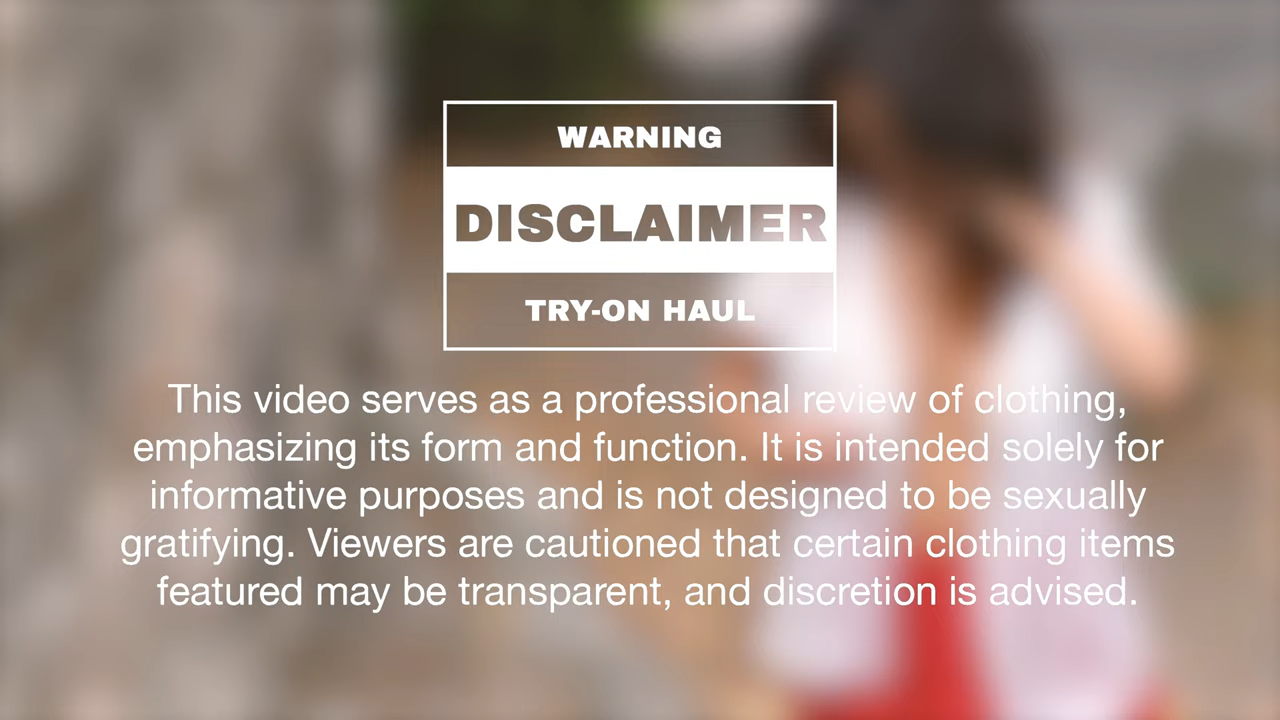 WARNING
DISCLAIMER
TRY-ON HAUL
This video serves as a professional review of clothing,
emphasizing its form and function. It is intended solely for
informative purposes and is not designed to be sexually
gratifying. Viewers are cautioned that certain clothing items
featured may be transparent, and discretion is advised.